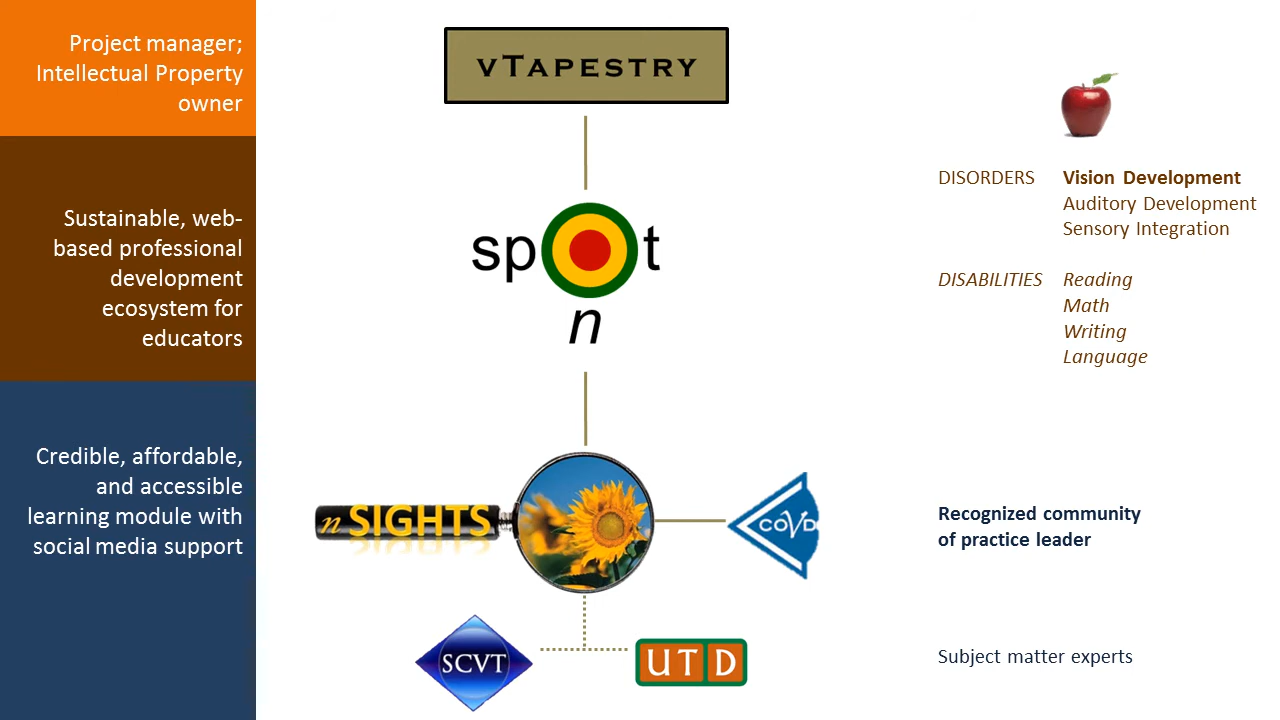 Project manager;
Intellectual Property
owner
vTapestry
Sustainable, web-
based professional
development
ecosystem for
educators
spot
n
DISORDERS Vision Development
Auditory Development
Sensory Integration
DISABILITIES Reading
Math
Writing
Language
Credible, affordable,
and accessible
learning module with
social media support
n SIGHTS
COVD
Recognized community
of practice leader
SCVT
UTD
Subject matter experts